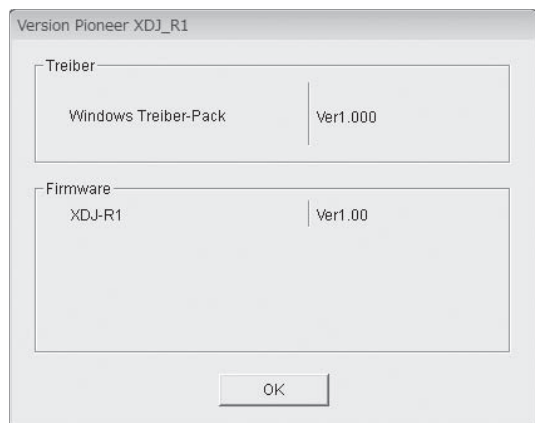 Version Pioneer XDJ_R1
Treiber
Windows Treiber-Pack Ver1.000
Firmware
XDJ-R1 Ver1.00
OK